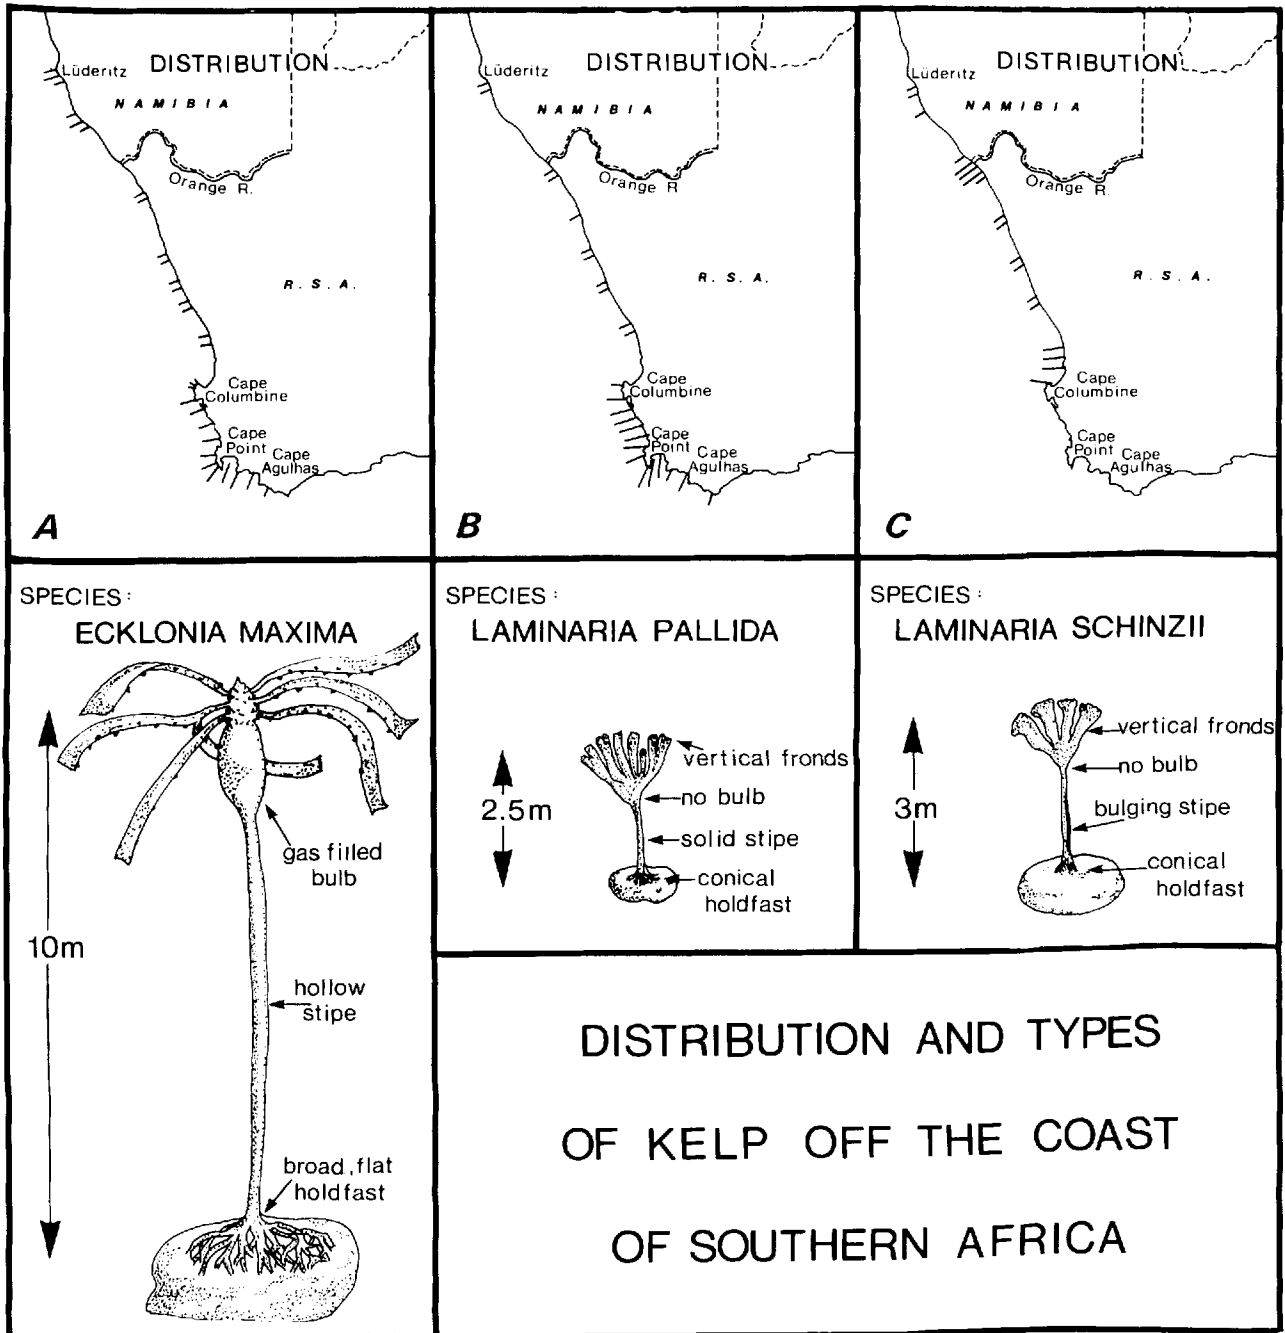 DISTRIBUTION
Lüderitz
NAMIBIA
Orange R.
R.S.A.
Cape
Columbine
Cape
Point
Cape
Agulhas
A
DISTRIBUTION
Lüderitz
NAMIBIA
Orange R
R.S.A.
Cape
Columbine
Cape
Point
Cape
Agulhas
B
DISTRIBUTION
Lüderitz
NAMIBIA
Orange R.
R.S.A.
Cape
Columbine
Cape
Point
Cape
Agulhas
C
SPECIES:
ECKLONIA MAXIMA
gas filled
bulb
10m
hollow
stipe
broad, flat
holdfast
SPECIES:
LAMINARIA PALLIDA
vertical fronds
no bulb
2.5m
solid stipe
conical
holdfast
SPECIES:
LAMINARIA SCHINZII
vertical fronds
no bulb
3m
bulging stipe
conical
holdfast
DISTRIBUTION AND TYPES
OF KELP OFF THE COAST
OF SOUTHERN AFRICA